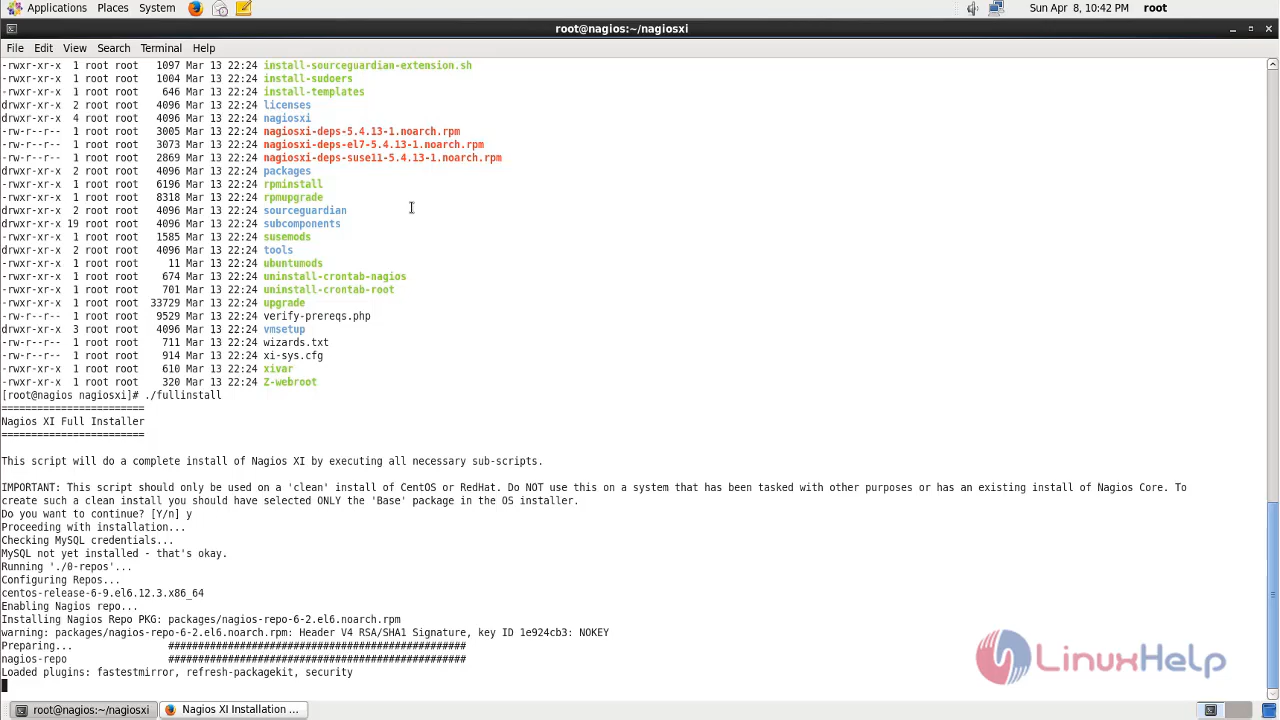 Applications Places System Sun Apr 8, 10:42 PM root
root@nagios:~/nagiosxi
File Edit View Search Terminal Help
-rwxr-xr-x 1 root root 1097 Mar 13 22:24 install-sourceguardian-extension.sh
-rwxr-xr-x 1 root root 1004 Mar 13 22:24 install-sudoers
-rwxr-xr-x 1 root root 646 Mar 13 22:24 install-templates
drwxr-xr-x 2 root root 4096 Mar 13 22:24 licenses
drwxr-xr-x 4 root root 4096 Mar 13 22:24 nagiosxi
-rw-r--r-- 1 root root 3005 Mar 13 22:24 nagiosxi-deps-5.4.13-1.noarch.rpm
-rw-r--r-- 1 root root 3073 Mar 13 22:24 nagiosxi-deps-el7-5.4.13-1.noarch.rpm
-rw-r--r-- 1 root root 2869 Mar 13 22:24 nagiosxi-deps-suse11-5.4.13-1.noarch.rpm
drwxr-xr-x 2 root root 4096 Mar 13 22:24 packages
-rwxr-xr-x 1 root root 6196 Mar 13 22:24 rpminstall
-rwxr-xr-x 1 root root 8318 Mar 13 22:24 rpmupgrade
drwxr-xr-x 2 root root 4096 Mar 13 22:24 sourceguardian
drwxr-xr-x 19 root root 4096 Mar 13 22:24 subcomponents
-rwxr-xr-x 1 root root 1585 Mar 13 22:24 susemods
drwxr-xr-x 2 root root 4096 Mar 13 22:24 tools
-rwxr-xr-x 1 root root 11 Mar 13 22:24 ubuntumods
-rwxr-xr-x 1 root root 674 Mar 13 22:24 uninstall-crontab-nagios
-rwxr-xr-x 1 root root 701 Mar 13 22:24 uninstall-crontab-root
-rwxr-xr-x 1 root root 33729 Mar 13 22:24 upgrade
-rw-r--r-- 1 root root 9529 Mar 13 22:24 verify-prereqs.php
drwxr-xr-x 3 root root 4096 Mar 13 22:24 vmsetup
-rw-r--r-- 1 root root 711 Mar 13 22:24 wizards.txt
-rw-r--r-- 1 root root 914 Mar 13 22:24 xi-sys.cfg
-rwxr-xr-x 1 root root 610 Mar 13 22:24 xivar
-rwxr-xr-x 1 root root 320 Mar 13 22:24 Z-webroot
[root@nagios nagiosxi]# ./fullinstall
========================
Nagios XI Full Installer
========================
This script will do a complete install of Nagios XI by executing all necessary sub-scripts.
IMPORTANT: This script should only be used on a 'clean' install of CentOS or RedHat. Do NOT use this on a system that has been tasked with other purposes or has an existing install of Nagios Core. To
create such a clean install you should have selected ONLY the 'Base' package in the OS installer.
Do you want to continue? [Y/n] y
Proceeding with installation...
Checking MySQL credentials...
MySQL not yet installed - that's okay.
Running './0-repos'...
Configuring Repos...
centos-release-6-9.el6.12.3.x86_64
Enabling Nagios repo...
Installing Nagios Repo PKG: packages/nagios-repo-6-2.el6.noarch.rpm
warning: packages/nagios-repo-6-2.el6.noarch.rpm: Header V4 RSA/SHA1 Signature, key ID 1e924cb3: NOKEY
Preparing... ##################################################
nagios-repo ##################################################
Loaded plugins: fastestmirror, refresh-packagekit, security
LinuxHelp
root@nagios:~/nagiosxi Nagios XI Installation ...